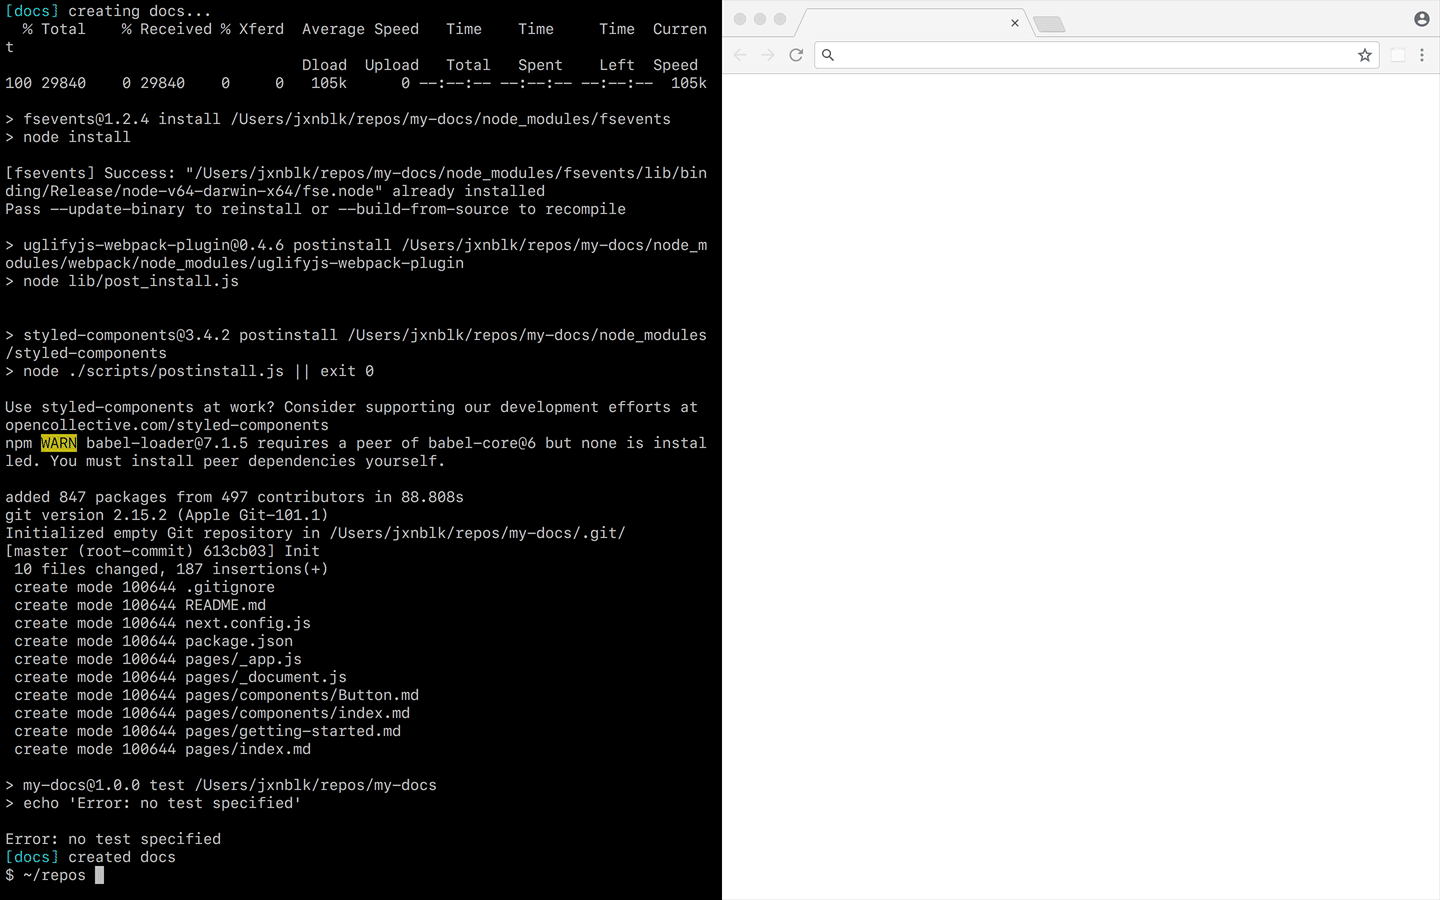 [docs] creating docs...
  % Total    % Received % Xferd  Average Speed   Time    Time     Time  Curren
t
                                 Dload  Upload   Total   Spent    Left  Speed
100 29840    0 29840    0     0   105k      0 --:--:-- --:--:-- --:--:--  105k

> fsevents@1.2.4 install /Users/jxnblk/repos/my-docs/node_modules/fsevents
> node install

[fsevents] Success: "/Users/jxnblk/repos/my-docs/node_modules/fsevents/lib/bin
ding/Release/node-v64-darwin-x64/fse.node" already installed
Pass --update-binary to reinstall or --build-from-source to recompile

> uglifyjs-webpack-plugin@0.4.6 postinstall /Users/jxnblk/repos/my-docs/node_m
odules/webpack/node_modules/uglifyjs-webpack-plugin
> node lib/post_install.js

> styled-components@3.4.2 postinstall /Users/jxnblk/repos/my-docs/node_modules
/styled-components
> node ./scripts/postinstall.js || exit 0

Use styled-components at work? Consider supporting our development efforts at
opencollective.com/styled-components
npm WARN babel-loader@7.1.5 requires a peer of babel-core@6 but none is instal
led. You must install peer dependencies yourself.

added 847 packages from 497 contributors in 88.808s
git version 2.15.2 (Apple Git-101.1)
Initialized empty Git repository in /Users/jxnblk/repos/my-docs/.git/
[master (root-commit) 613cb03] Init
 10 files changed, 187 insertions(+)
 create mode 100644 .gitignore
 create mode 100644 README.md
 create mode 100644 next.config.js
 create mode 100644 package.json
 create mode 100644 pages/_app.js
 create mode 100644 pages/_document.js
 create mode 100644 pages/components/Button.md
 create mode 100644 pages/components/index.md
 create mode 100644 pages/getting-started.md
 create mode 100644 pages/index.md

> my-docs@1.0.0 test /Users/jxnblk/repos/my-docs
> echo 'Error: no test specified'

Error: no test specified
[docs] created docs
$ ~/repos